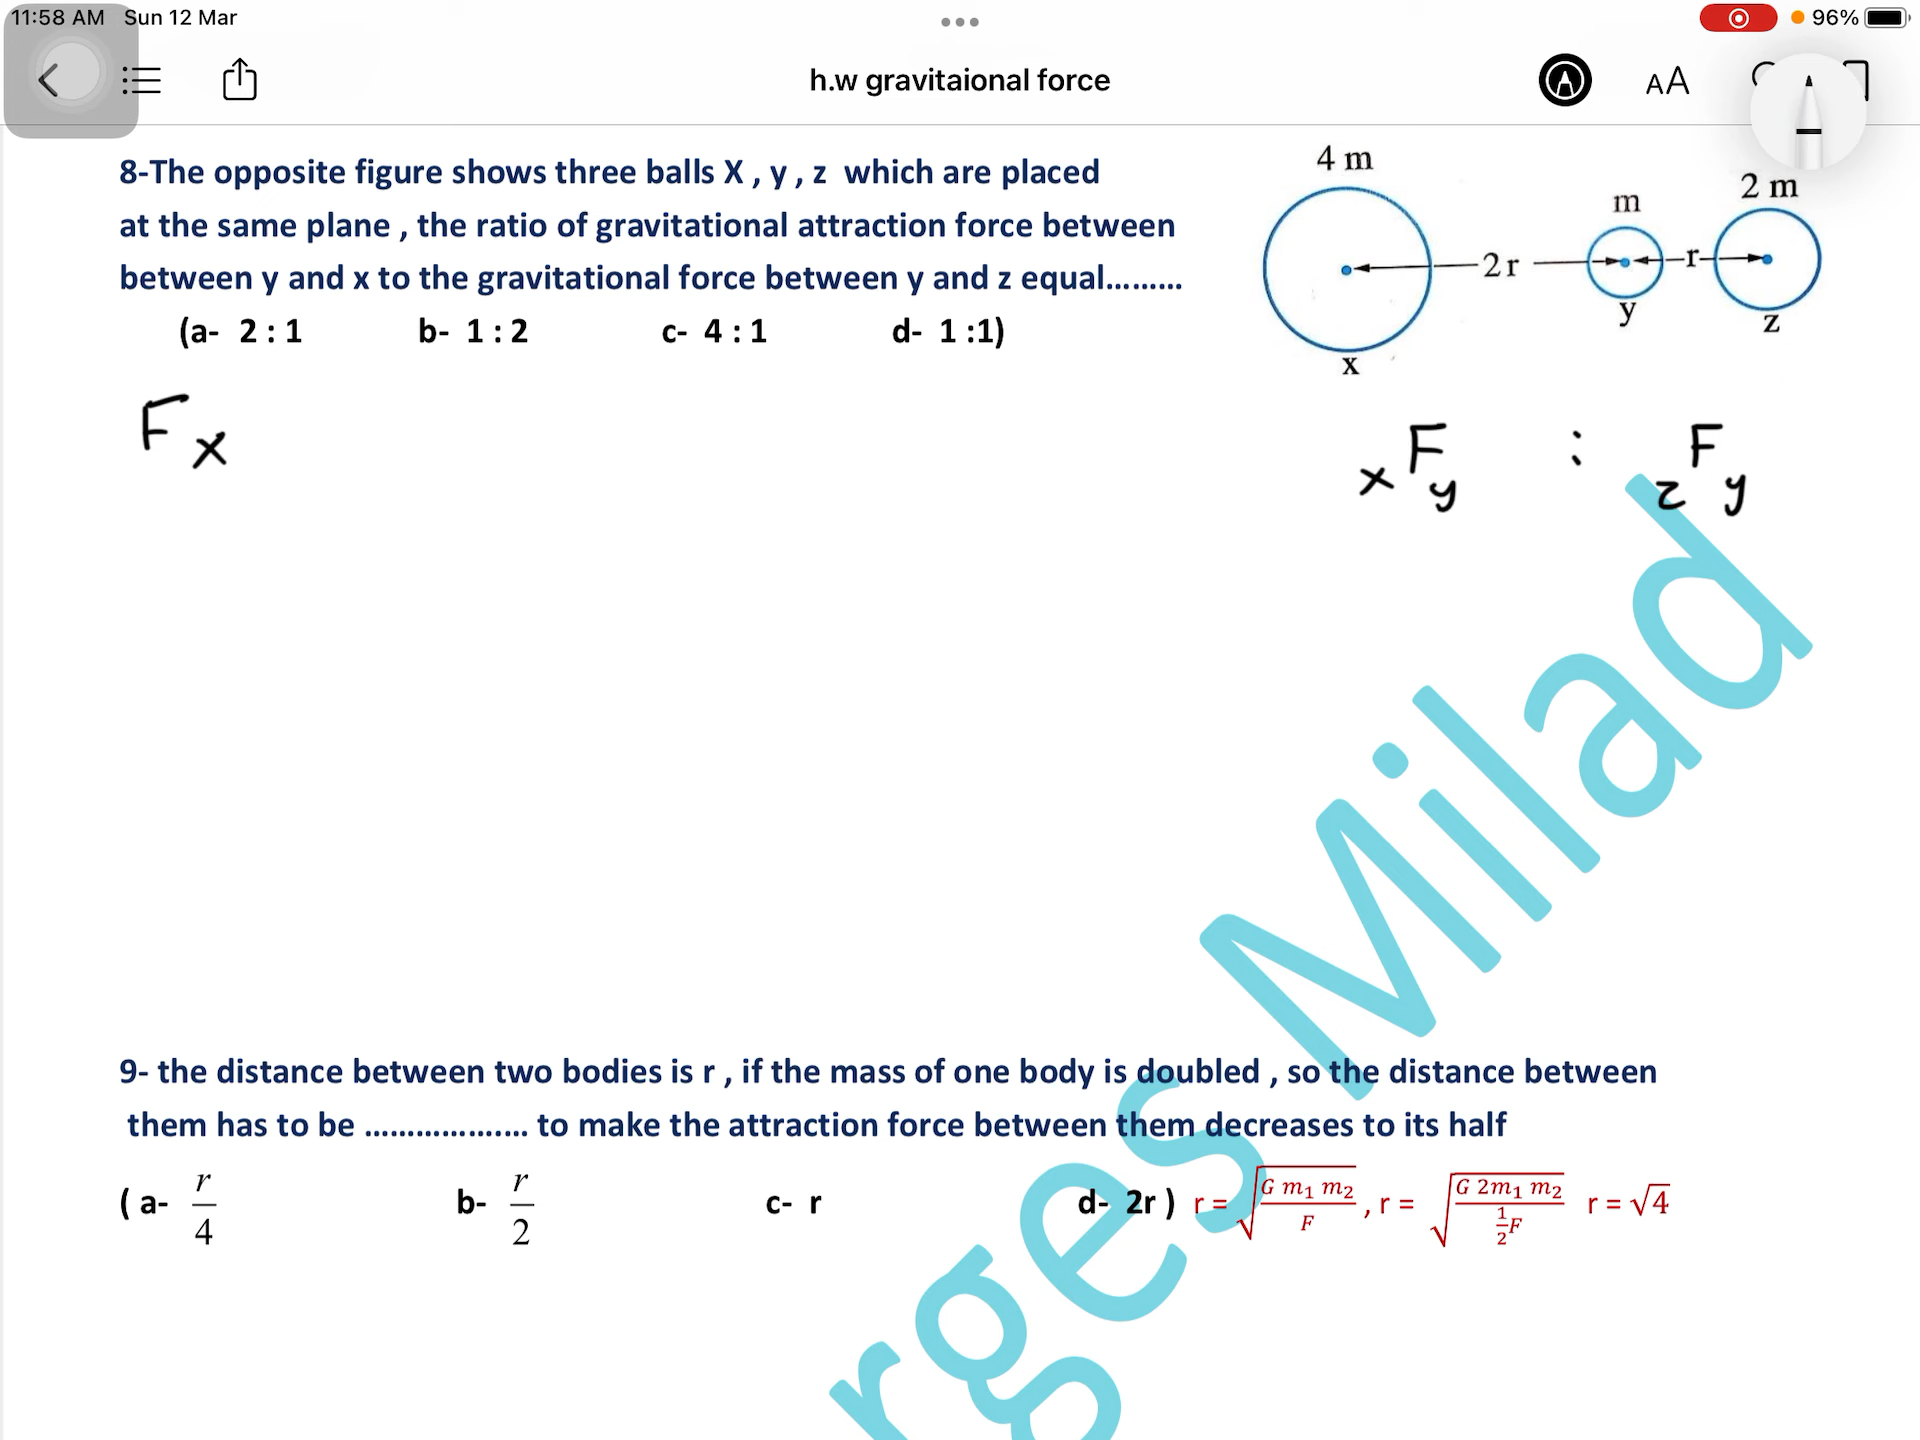 11:58 AM Sun 12 Mar
96%
h.w gravitaional force
AA
8-The opposite figure shows three balls X , y , z which are placed
at the same plane , the ratio of gravitational attraction force between
between y and x to the gravitational force between y and z equal.........
(a- 2 : 1 b- 1 : 2 c- 4 : 1 d- 1 :1)
4 m
m
2 m
2r
r
x
y
z
Fx
xFy : zFy
9- the distance between two bodies is r , if the mass of one body is doubled , so the distance between
them has to be .................... to make the attraction force between them decreases to its half
( a- r/4 b- r/2 c- r d- 2r ) r = √(G m₁ m₂ / F) , r = √(G 2m₁ m₂ / ½F) r = √4
rges Milad